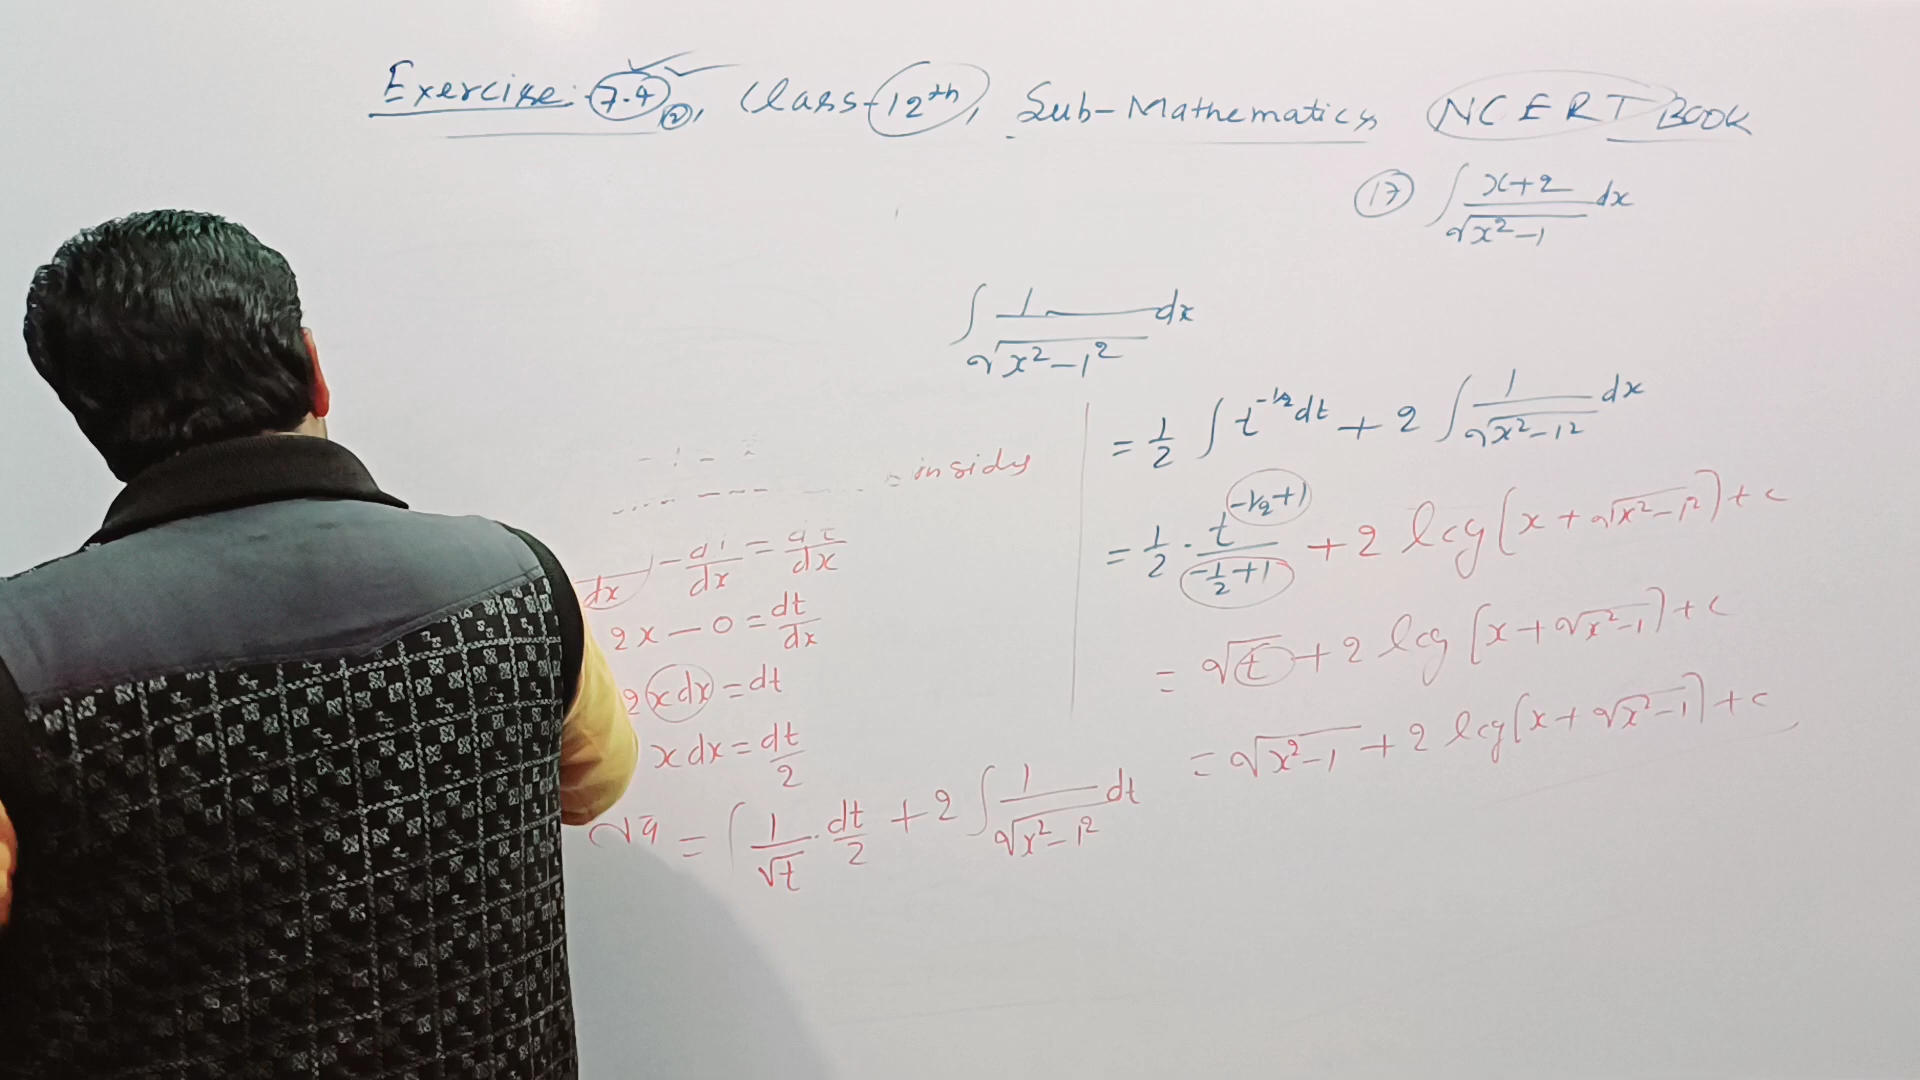 Exercise: 7.4 (2), Class-12th, Sub-Mathematics NCERT BOOK
(17) ∫ x+2/√x²-1 dx
∫ 1/√x²-1² dx
= insides
dx - d1/dx = dt/dx
2x - 0 = dt/dx
2xdx = dt
xdx = dt/2
= ∫ 1/√t . dt/2 + 2 ∫ 1/√x²-1² dt
= 1/2 ∫ t^-1/2 dt + 2 ∫ 1/√x²-1² dx
= 1/2 . t^-1/2+1 / -1/2+1 + 2 log[x+√x²-1²]+c
= √t + 2 log[x+√x²-1]+c
= √x²-1 + 2 log[x+√x²-1]+c